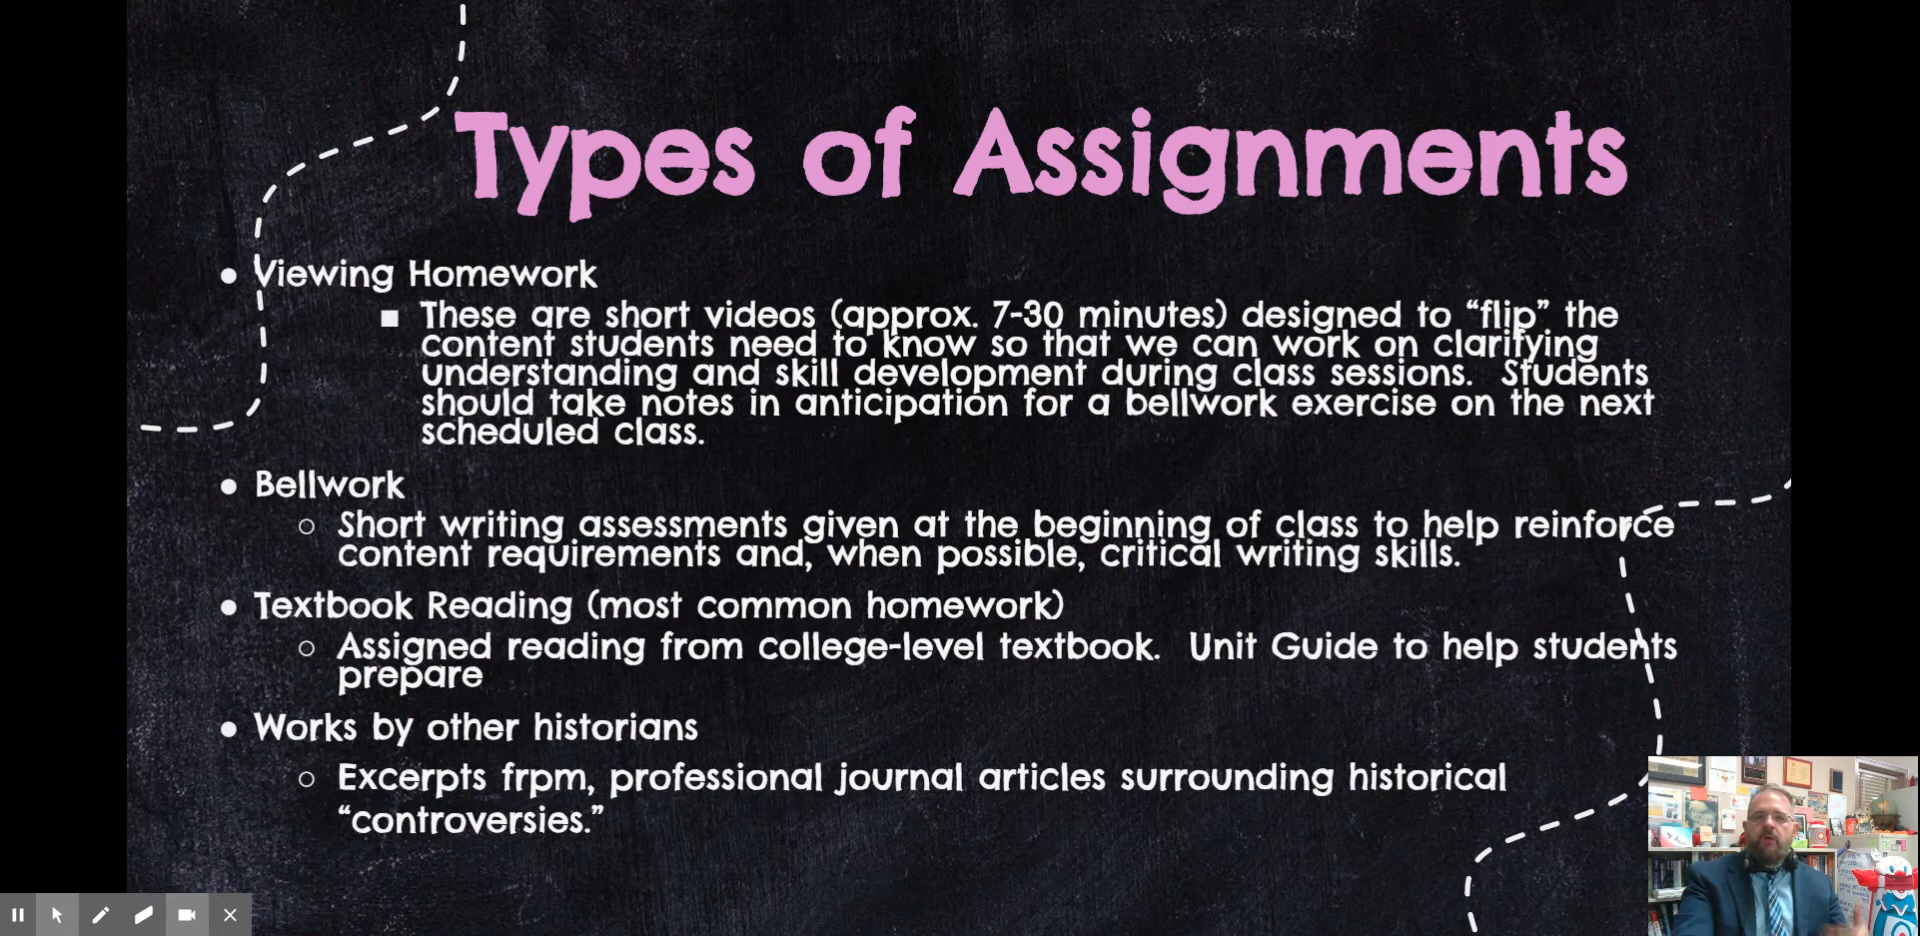 Types of Assignments
● Viewing Homework
■ These are short videos (approx. 7-30 minutes) designed to “flip” the
content students need to know so that we can work on clarifying
understanding and skill development during class sessions.  Students
should take notes in anticipation for a bellwork exercise on the next
scheduled class.
● Bellwork
○ Short writing assessments given at the beginning of class to help reinforce
content requirements and, when possible, critical writing skills.
● Textbook Reading (most common homework)
○ Assigned reading from college-level textbook.  Unit Guide to help students
prepare
● Works by other historians
○ Excerpts frpm, professional journal articles surrounding historical
“controversies.”